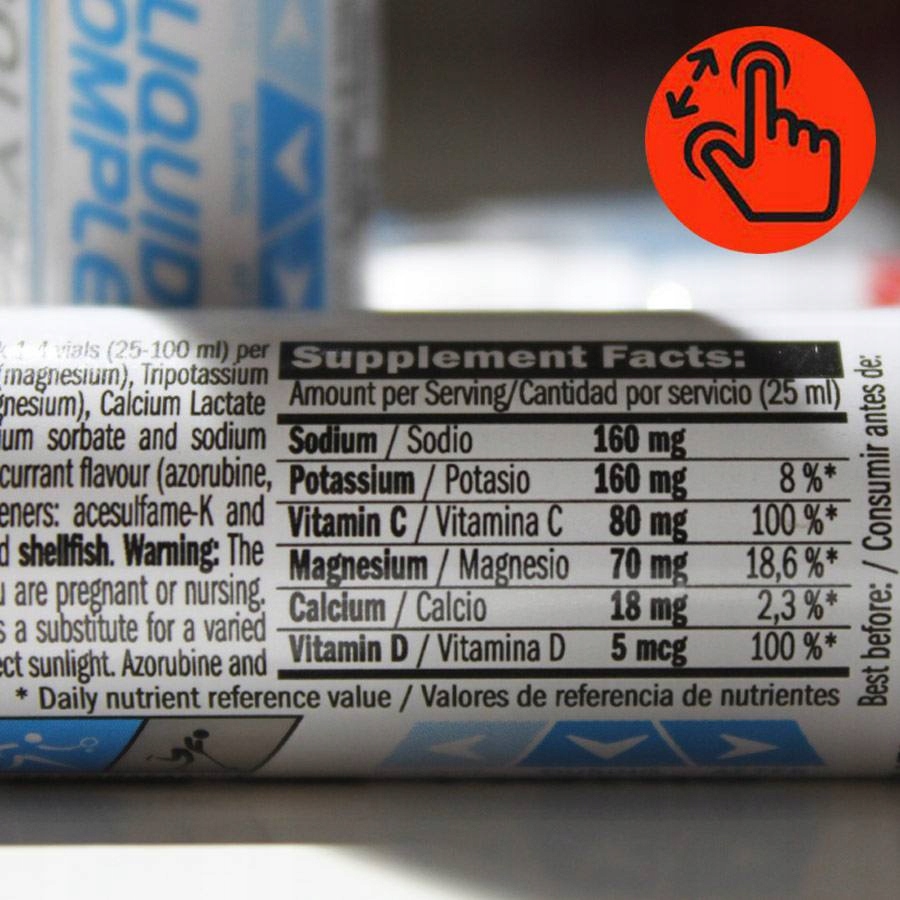 LIQUID
OMPLE
1-4 vials (25-100 ml) per
(magnesium), Tripotassium
gnesium), Calcium Lactate
ium sorbate and sodium
currant flavour (azorubine,
eners: acesulfame-K and
d shellfish. Warning: The
u are pregnant or nursing.
s a substitute for a varied
ect sunlight. Azorubine and
Supplement Facts:
Amount per Serving/Cantidad por servicio (25 ml)
Sodium / Sodio 160 mg
Potassium / Potasio 160 mg 8 %*
Vitamin C / Vitamina C 80 mg 100 %*
Magnesium / Magnesio 70 mg 18,6 %*
Calcium / Calcio 18 mg 2,3 %*
Vitamin D / Vitamina D 5 mcg 100 %*
* Daily nutrient reference value / Valores de referencia de nutrientes
Best before: / Consumir antes de: